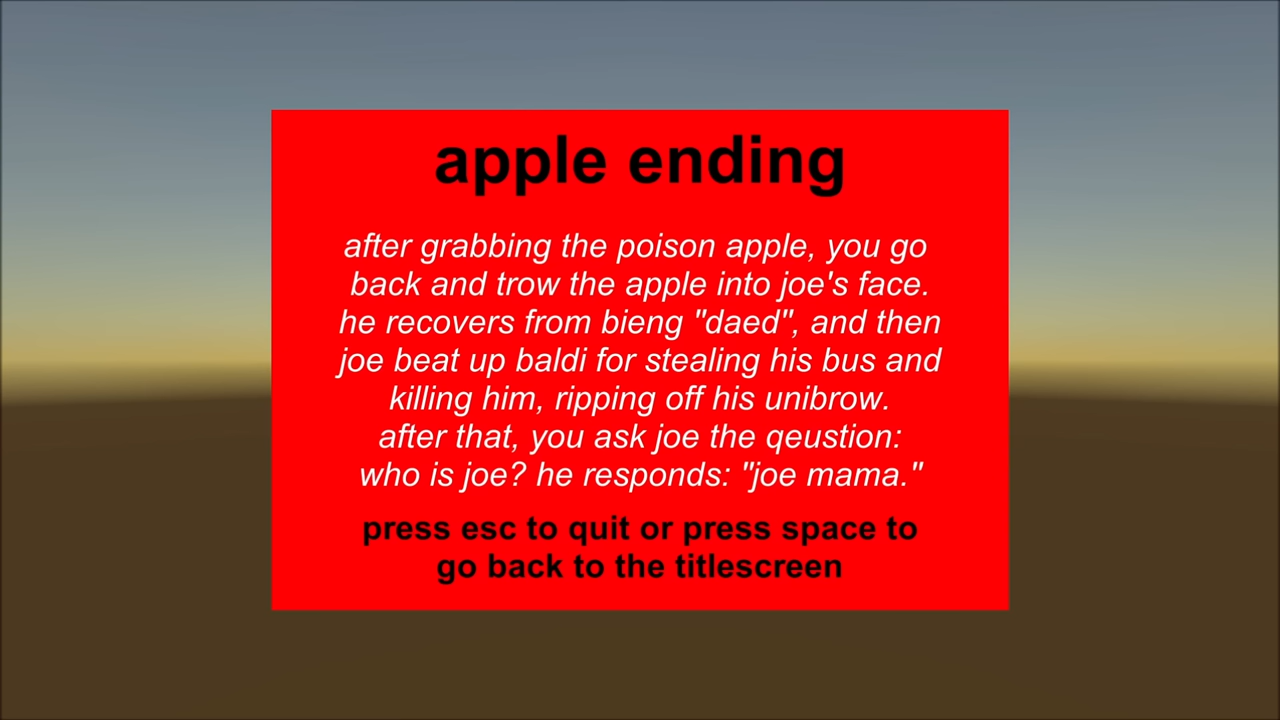 apple ending
after grabbing the poison apple, you go
back and trow the apple into joe's face.
he recovers from bieng "daed", and then
joe beat up baldi for stealing his bus and
killing him, ripping off his unibrow.
after that, you ask joe the qeustion:
who is joe? he responds: "joe mama."
press esc to quit or press space to
go back to the titlescreen